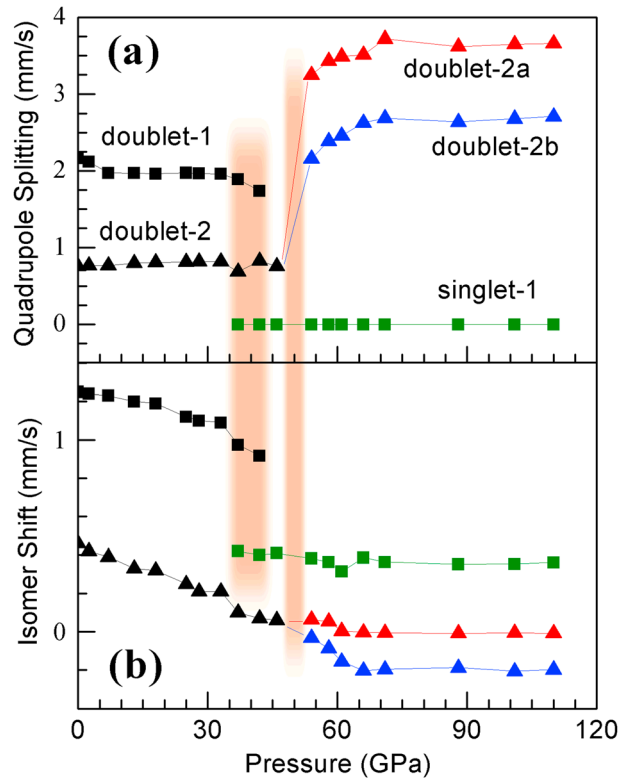 4
(a)
doublet-2a
3
doublet-1
doublet-2b
2
doublet-2
1
singlet-1
0
Quadrupole Splitting (mm/s)
1
0
(b)
Isomer Shift (mm/s)
0 30 60 90 120
Pressure (GPa)